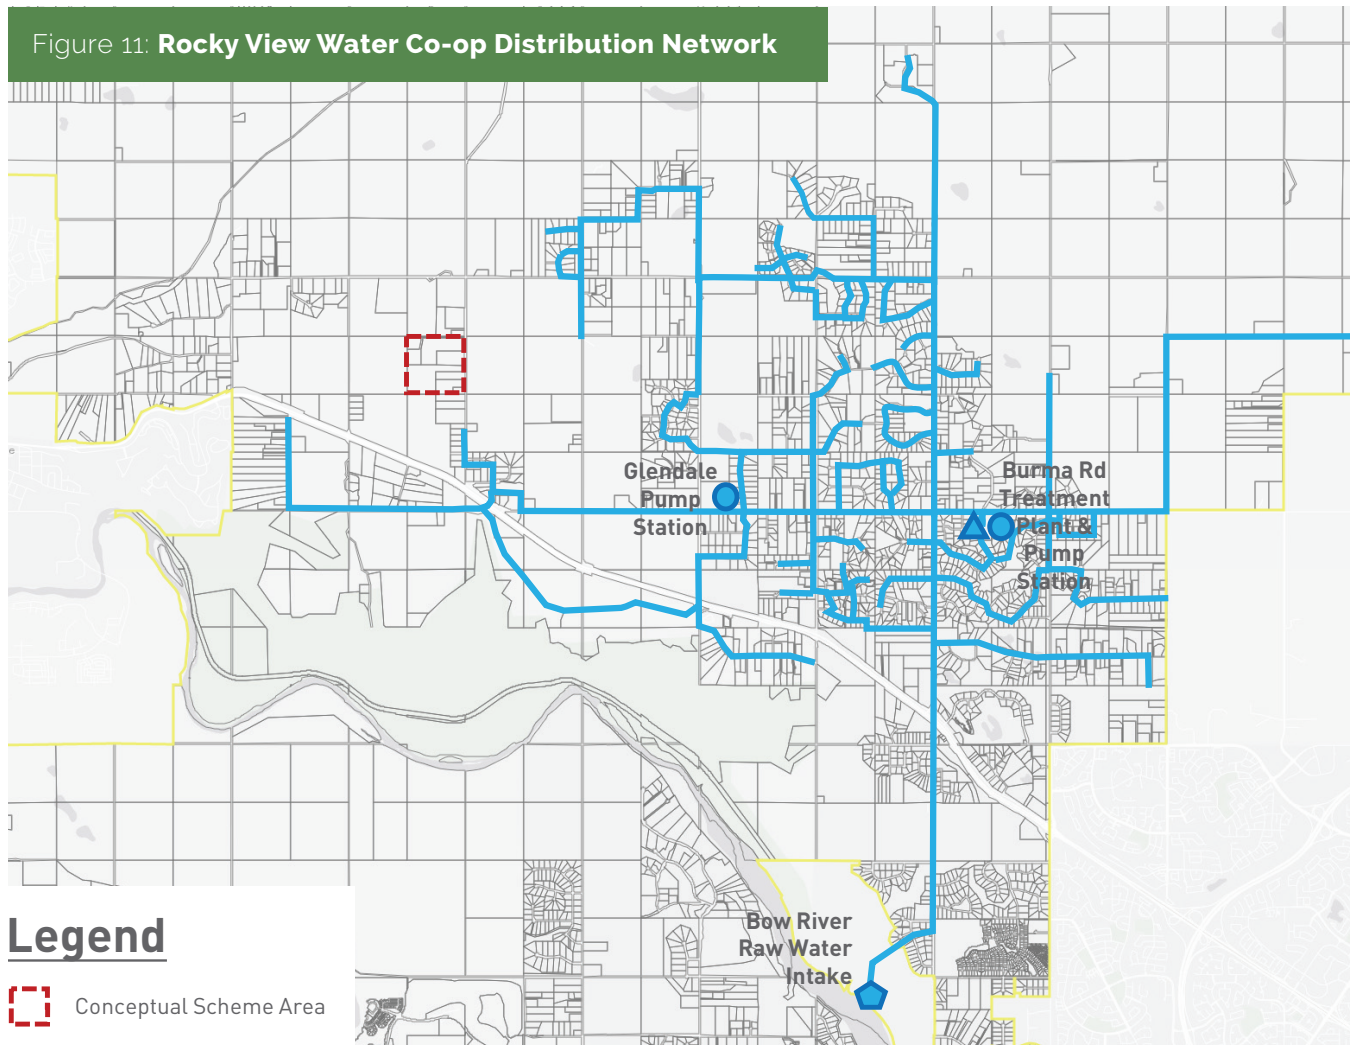 Figure 11: Rocky View Water Co-op Distribution Network
Glendale
Pump
Station
Burma Rd
Treatment
Plant &
Pump
Station
Bow River
Raw Water
Intake
Legend
Conceptual Scheme Area